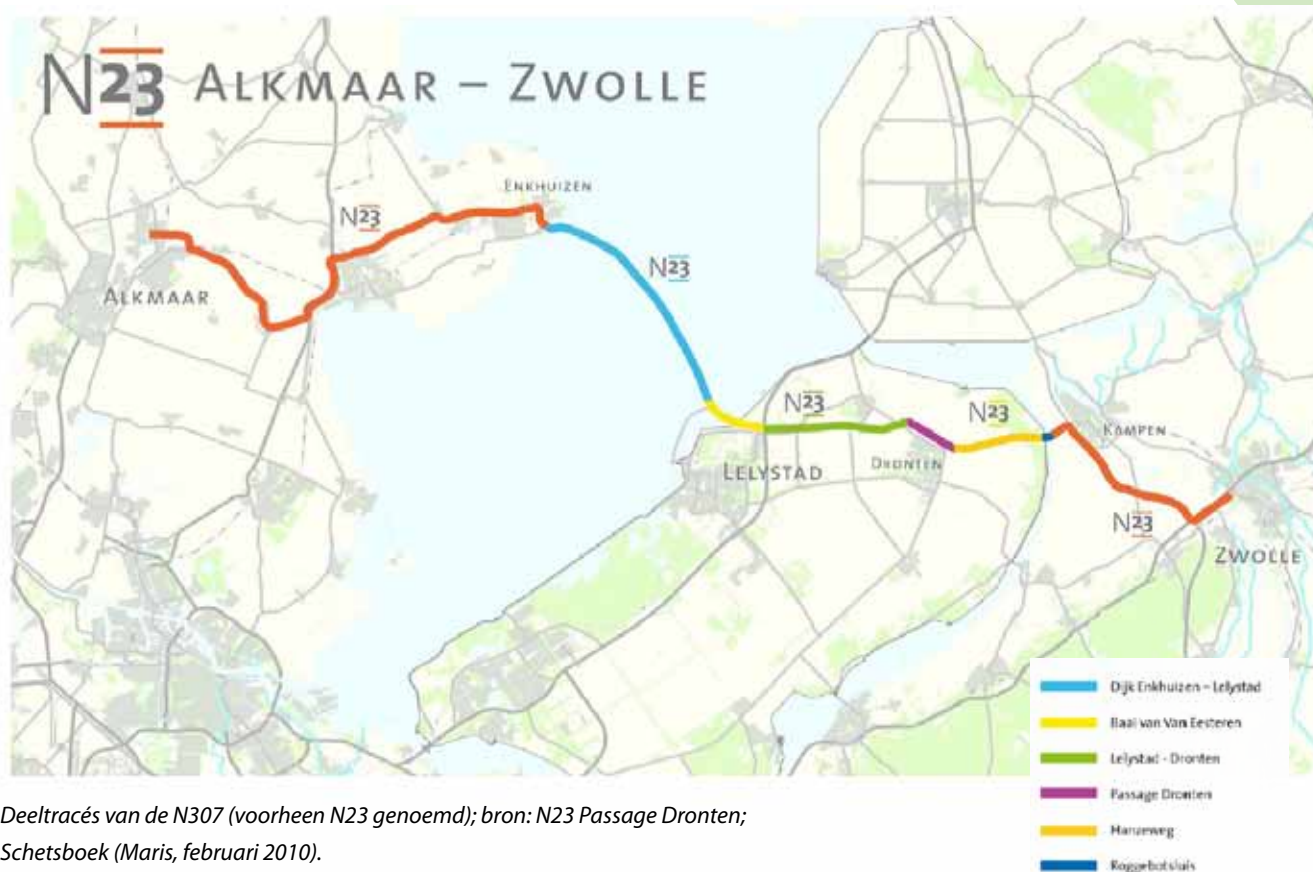 N23 ALKMAAR – ZWOLLE
ENKHUIZEN
N23
N23
ALKMAAR
N23
N23
KAMPEN
LELYSTAD
DRONTEN
N23
ZWOLLE
Dijk Enkhuizen – Lelystad
Baai van Van Eesteren
Lelystad - Dronten
Passage Dronten
Hanzeweg
Roggebotsluis
Deeltracés van de N307 (voorheen N23 genoemd); bron: N23 Passage Dronten;
Schetsboek (Maris, februari 2010).